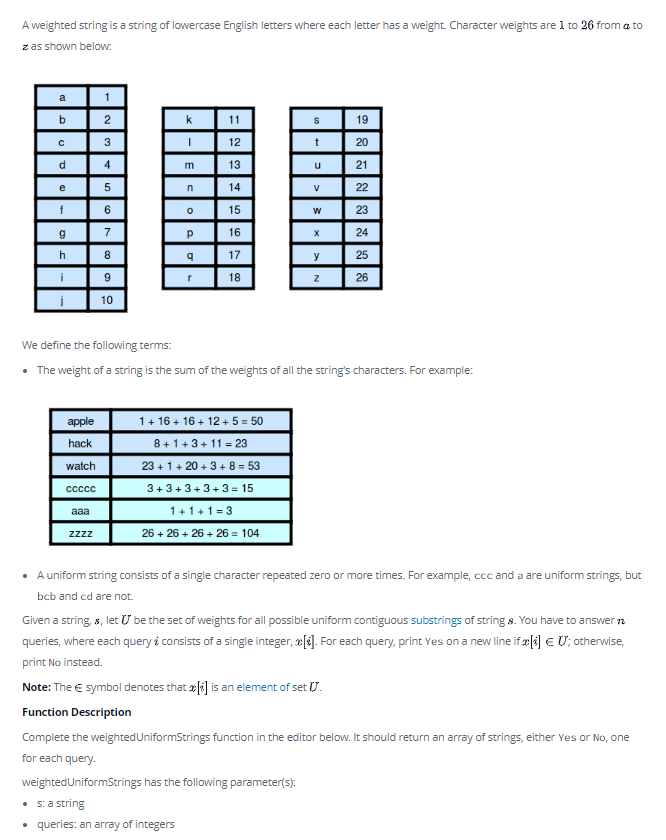 A weighted string is a string of lowercase English letters where each letter has a weight. Character weights are 1 to 26 from a to
z as shown below:
a 1
b 2
c 3
d 4
e 5
f 6
g 7
h 8
i 9
j 10
k 11
l 12
m 13
n 14
o 15
p 16
q 17
r 18
s 19
t 20
u 21
v 22
w 23
x 24
y 25
z 26
We define the following terms:
• The weight of a string is the sum of the weights of all the string's characters. For example:
apple 1 + 16 + 16 + 12 + 5 = 50
hack 8 + 1 + 3 + 11 = 23
watch 23 + 1 + 20 + 3 + 8 = 53
ccccc 3 + 3 + 3 + 3 + 3 = 15
aaa 1 + 1 + 1 = 3
zzzz 26 + 26 + 26 + 26 = 104
• A uniform string consists of a single character repeated zero or more times. For example, ccc and a are uniform strings, but
bcb and cd are not.
Given a string, s, let U be the set of weights for all possible uniform contiguous substrings of string s. You have to answer n
queries, where each query i consists of a single integer, x[i]. For each query, print Yes on a new line if x[i] ∈ U; otherwise,
print No instead.
Note: The ∈ symbol denotes that x[i] is an element of set U.
Function Description
Complete the weightedUniformStrings function in the editor below. It should return an array of strings, either Yes or No, one
for each query.
weightedUniformStrings has the following parameter(s):
• s: a string
• queries: an array of integers